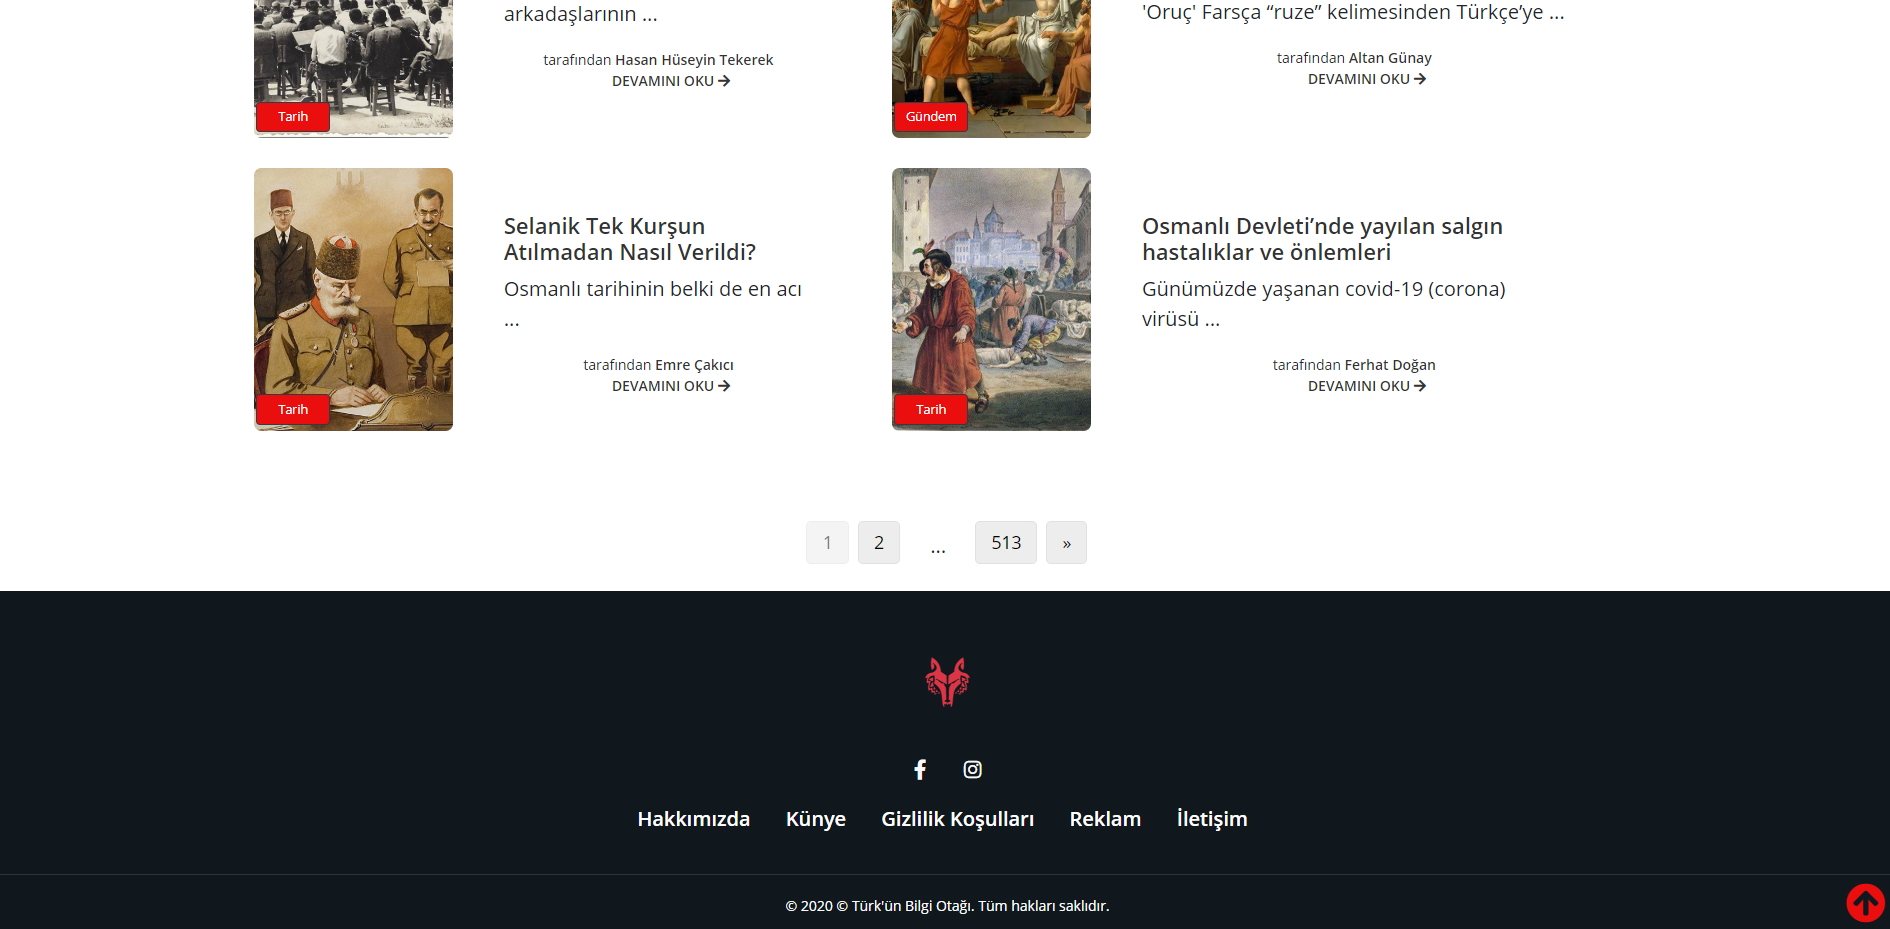 arkadaşlarının ...
tarafından Hasan Hüseyin Tekerek
DEVAMINI OKU
Tarih
'Oruç' Farsça “ruze” kelimesinden Türkçe’ye ...
tarafından Altan Günay
DEVAMINI OKU
Gündem
Selanik Tek Kurşun
Atılmadan Nasıl Verildi?
Osmanlı tarihinin belki de en acı
...
tarafından Emre Çakıcı
DEVAMINI OKU
Tarih
Osmanlı Devleti’nde yayılan salgın
hastalıklar ve önlemleri
Günümüzde yaşanan covid-19 (corona)
virüsü ...
tarafından Ferhat Doğan
DEVAMINI OKU
Tarih
1 2 ... 513 »
Hakkımızda Künye Gizlilik Koşulları Reklam İletişim
© 2020 © Türk'ün Bilgi Otağı. Tüm hakları saklıdır.